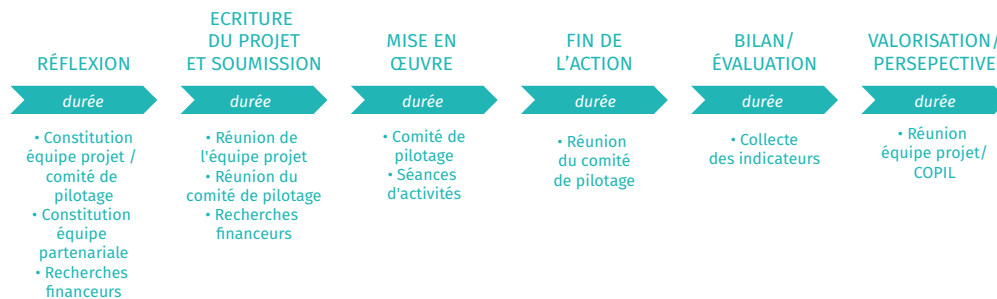 RÉFLEXION
durée
• Constitution
équipe projet /
comité de
pilotage
• Constitution
équipe
partenariale
• Recherches
financeurs
ECRITURE
DU PROJET
ET SOUMISSION
durée
• Réunion de
l'équipe projet
• Réunion du
comité de pilotage
• Recherches
financeurs
MISE EN
ŒUVRE
durée
• Comité de
pilotage
• Séances
d'activités
FIN DE
L’ACTION
durée
• Réunion
du comité
de pilotage
BILAN/
ÉVALUATION
durée
• Collecte
des indicateurs
VALORISATION/
PERSEPECTIVE
durée
• Réunion
équipe projet/
COPIL